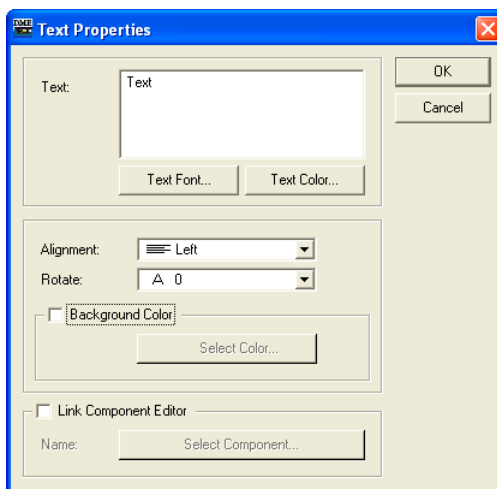 DME
Text Properties
Text:
Text
OK
Cancel
Text Font...
Text Color...
Alignment:
Left
Rotate:
A 0
Background Color
Select Color...
Link Component Editor
Name:
Select Component...